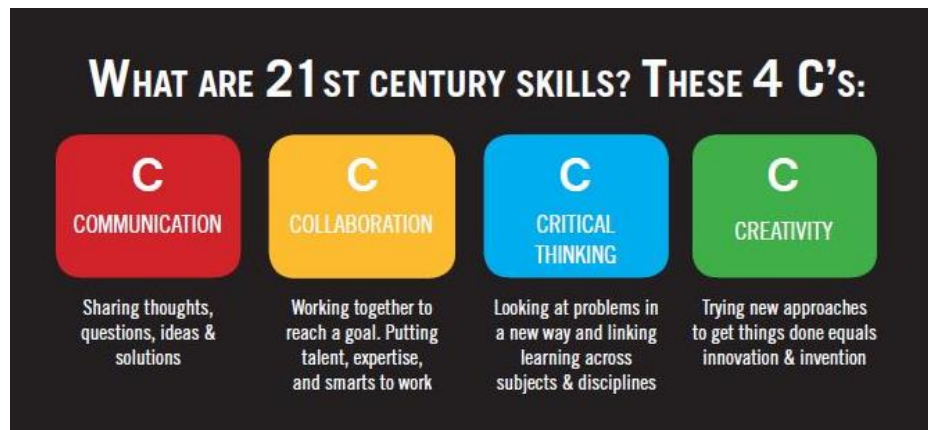 WHAT ARE 21ST CENTURY SKILLS? THESE 4 C'S:
C
COMMUNICATION
Sharing thoughts,
questions, ideas &
solutions
C
COLLABORATION
Working together to
reach a goal. Putting
talent, expertise,
and smarts to work
C
CRITICAL
THINKING
Looking at problems in
a new way and linking
learning across
subjects & disciplines
C
CREATIVITY
Trying new approaches
to get things done equals
innovation & invention